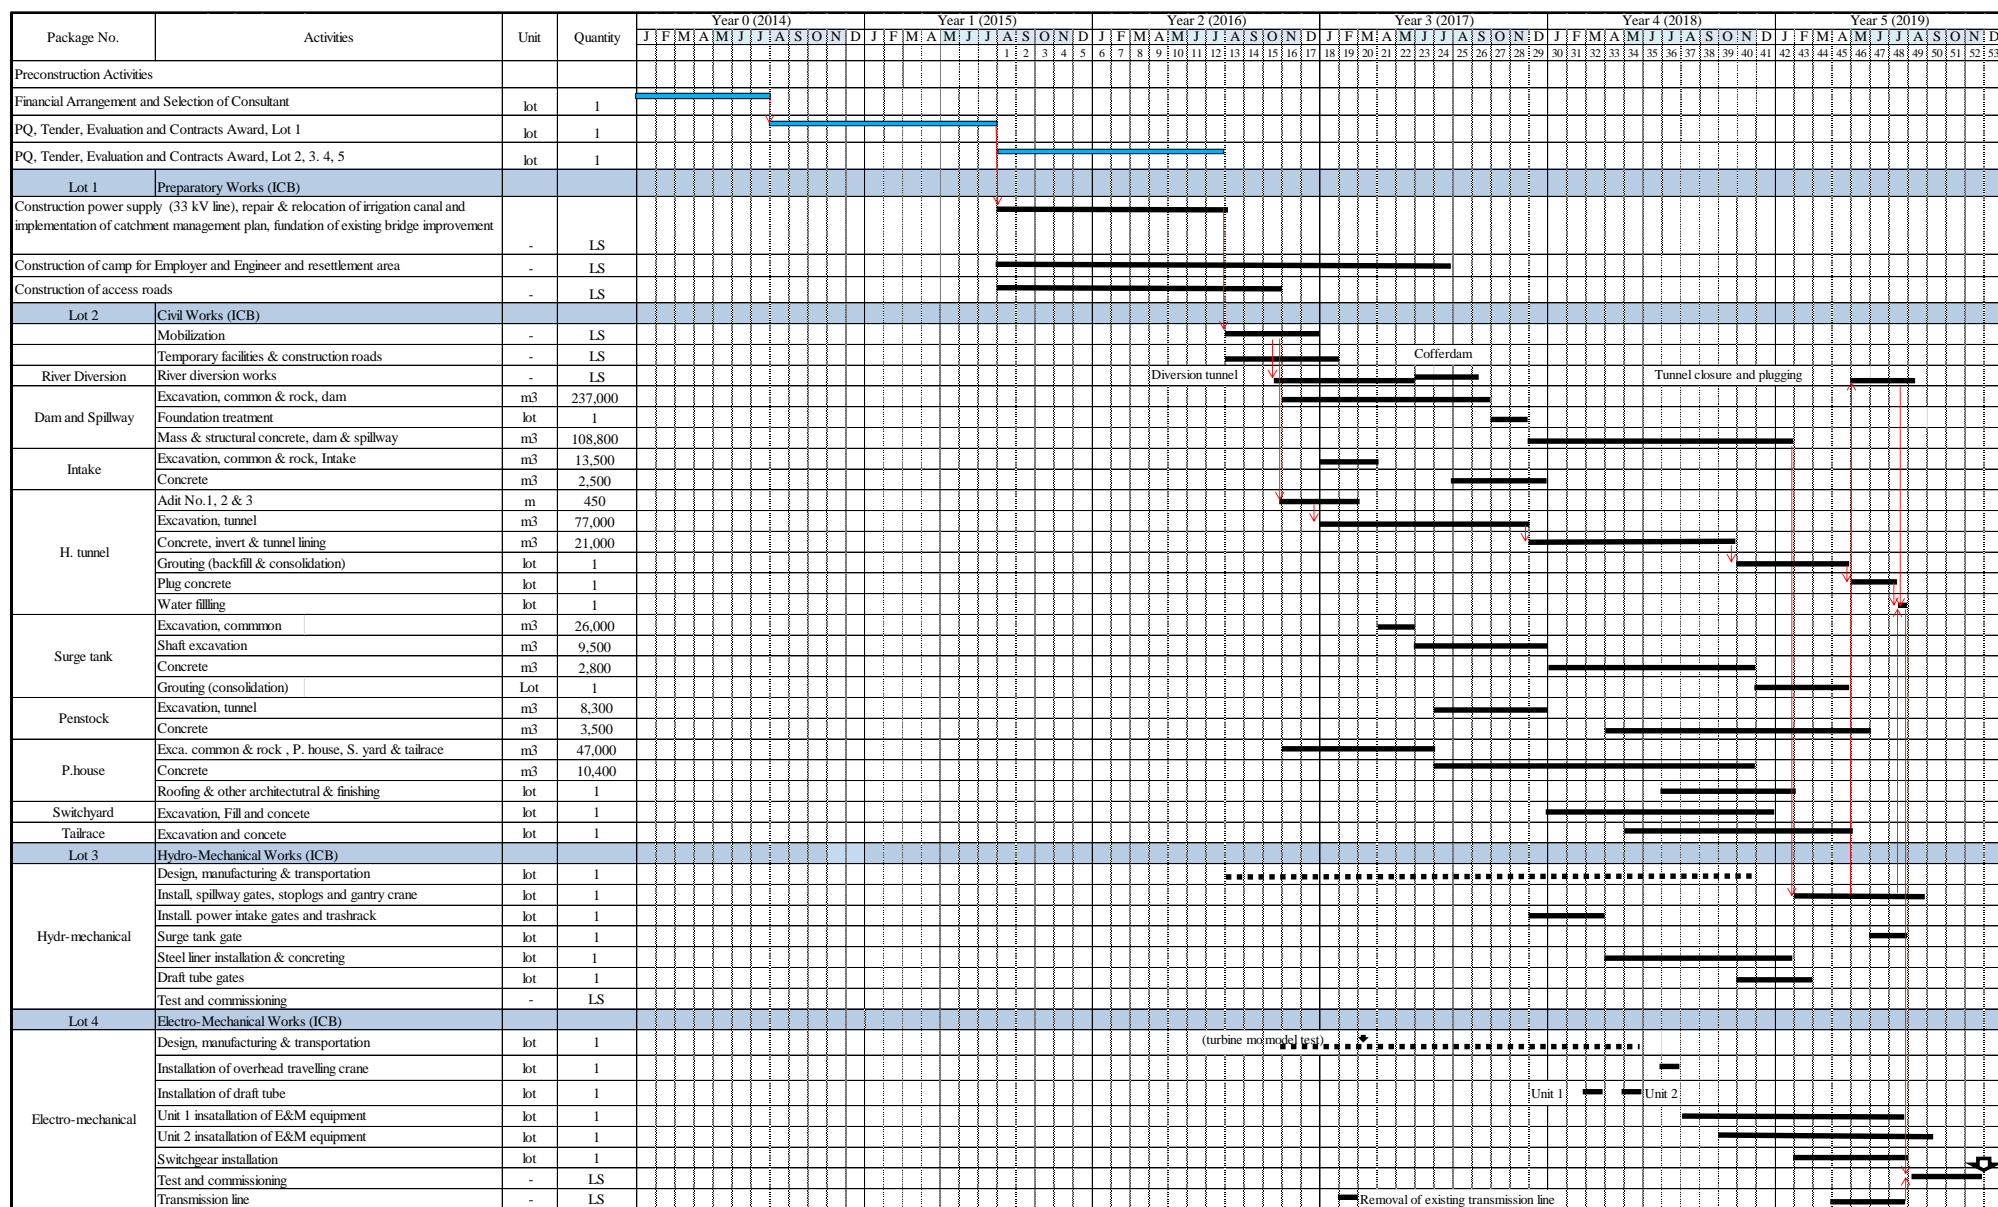 Package No. Activities Unit Quantity Year 0 (2014) Year 1 (2015) Year 2 (2016) Year 3 (2017) Year 4 (2018) Year 5 (2019)
J F M A M J J A S O N D J F M A M J J A S O N D J F M A M J J A S O N D J F M A M J J A S O N D J F M A M J J A S O N D J F M A M J J A S O N D
1 2 3 4 5 6 7 8 9 10 11 12 13 14 15 16 17 18 19 20 21 22 23 24 25 26 27 28 29 30 31 32 33 34 35 36 37 38 39 40 41 42 43 44 45 46 47 48 49 50 51 52 53
Preconstruction Activities
Financial Arrangement and Selection of Consultant lot 1
PQ, Tender, Evaluation and Contracts Award, Lot 1 lot 1
PQ, Tender, Evaluation and Contracts Award, Lot 2, 3. 4, 5 lot 1
Lot 1 Preparatory Works (ICB)
Construction power supply (33 kV line), repair & relocation of irrigation canal and
implementation of catchment management plan, fundation of existing bridge improvement - LS
Construction of camp for Employer and Engineer and resettlement area - LS
Construction of access roads - LS
Lot 2 Civil Works (ICB)
Mobilization - LS
Temporary facilities & construction roads - LS Cofferdam
River Diversion River diversion works - LS Diversion tunnel Tunnel closure and plugging
Excavation, common & rock, dam m3 237,000
Dam and Spillway Foundation treatment lot 1
Mass & structural concrete, dam & spillway m3 108,800
Intake Excavation, common & rock, Intake m3 13,500
Concrete m3 2,500
Adit No.1, 2 & 3 m 450
Excavation, tunnel m3 77,000
Concrete, invert & tunnel lining m3 21,000
H. tunnel Grouting (backfill & consolidation) lot 1
Plug concrete lot 1
Water fillling lot 1
Excavation, commmon m3 26,000
Shaft excavation m3 9,500
Surge tank Concrete m3 2,800
Grouting (consolidation) Lot 1
Penstock Excavation, tunnel m3 8,300
Concrete m3 3,500
Exca. common & rock , P. house, S. yard & tailrace m3 47,000
P.house Concrete m3 10,400
Roofing & other architectutral & finishing lot 1
Switchyard Excavation, Fill and concete lot 1
Tailrace Excavation and concete lot 1
Lot 3 Hydro-Mechanical Works (ICB)
Design, manufacturing & transportation lot 1
Install, spillway gates, stoplogs and gantry crane lot 1
Install. power intake gates and trashrack lot 1
Hydr-mechanical Surge tank gate lot 1
Steel liner installation & concreting lot 1
Draft tube gates lot 1
Test and commissioning - LS
Lot 4 Electro-Mechanical Works (ICB)
Design, manufacturing & transportation lot 1 (turbine mo model test)
Installation of overhead travelling crane lot 1
Installation of draft tube lot 1 Unit 1 Unit 2
Electro-mechanical Unit 1 insatallation of E&M equipment lot 1
Unit 2 insatallation of E&M equipment lot 1
Switchgear installation lot 1
Test and commissioning - LS
Transmission line - LS Removal of existing transmission line